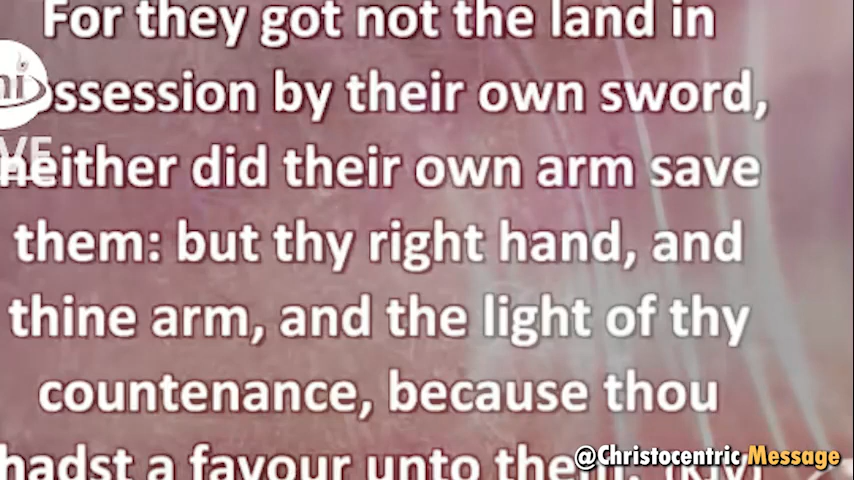 For they got not the land in
ossession by their own sword,
neither did their own arm save
them: but thy right hand, and
thine arm, and the light of thy
countenance, because thou
hadst a favour unto them.
@Christocentric Message